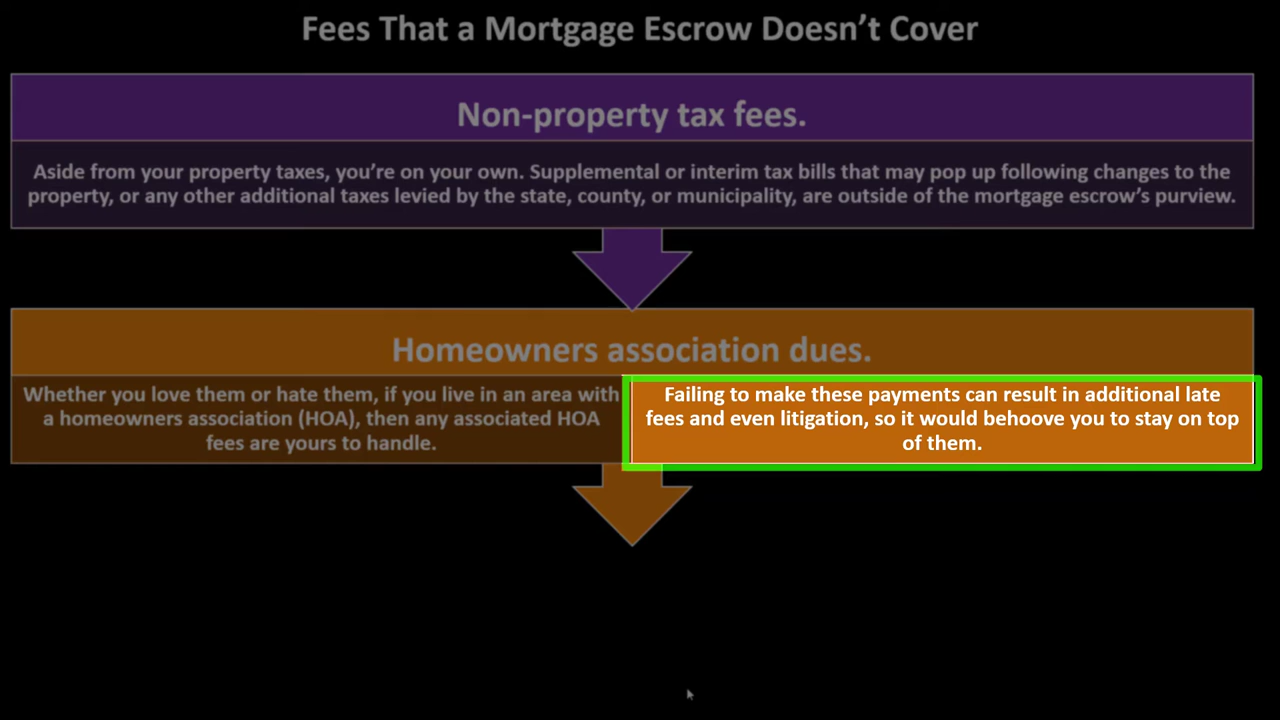 Fees That a Mortgage Escrow Doesn’t Cover
Non-property tax fees.
Aside from your property taxes, you’re on your own. Supplemental or interim tax bills that may pop up following changes to the
property, or any other additional taxes levied by the state, county, or municipality, are outside of the mortgage escrow’s purview.
Homeowners association dues.
Whether you love them or hate them, if you live in an area with
a homeowners association (HOA), then any associated HOA
fees are yours to handle.
Failing to make these payments can result in additional late
fees and even litigation, so it would behoove you to stay on top
of them.